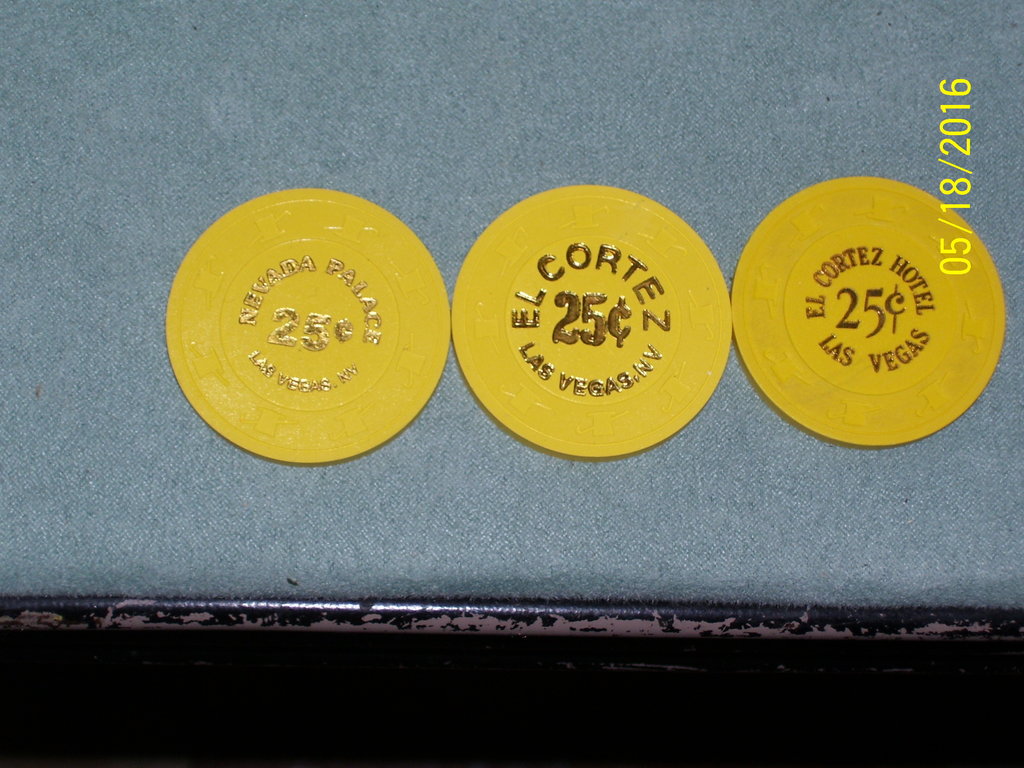 NEVADA PALACE
25¢
LAS VEGAS, NV
EL CORTEZ
25¢
LAS VEGAS, NV
EL CORTEZ HOTEL
25¢
LAS VEGAS
05/18/2016